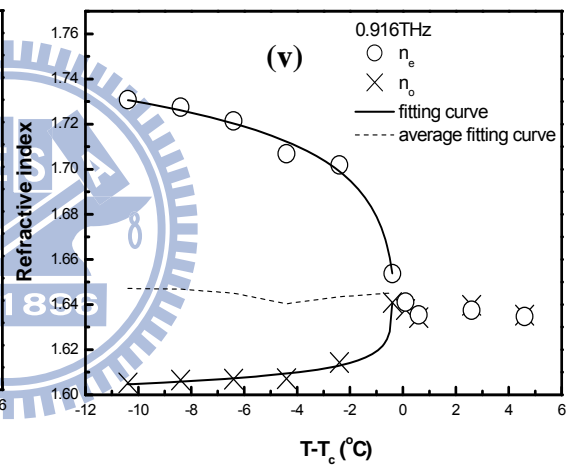 0.916THz
(v)
n_e
n_o
fitting curve
average fitting curve
Refractive index
1.76
1.74
1.72
1.70
1.68
1.66
1.64
1.62
1.60
6
-12 -10 -8 -6 -4 -2 0 2 4 6
T-T_c (°C)
S
A
1896